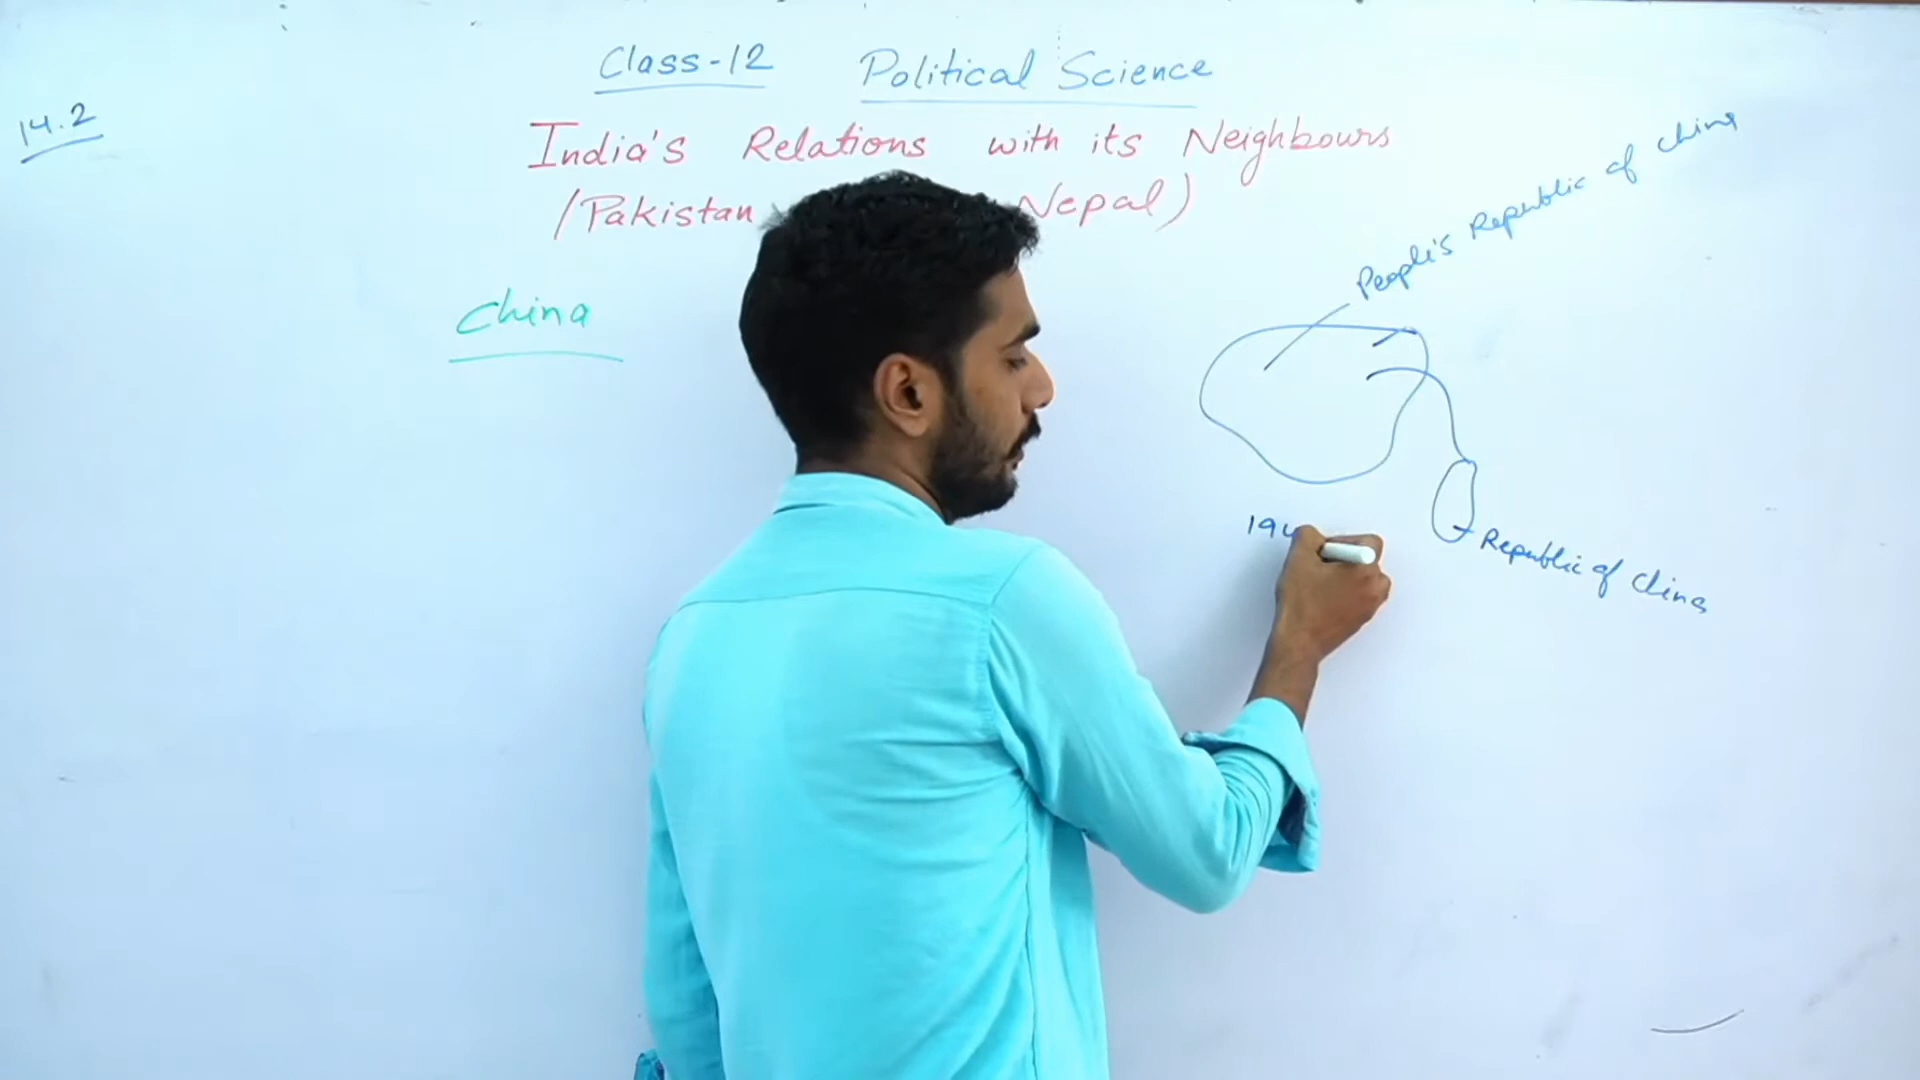 Class-12 Political Science
14.2
India's Relations with its Neighbours
/Pakistan Nepal)
China
People's Republic of China
Republic of China